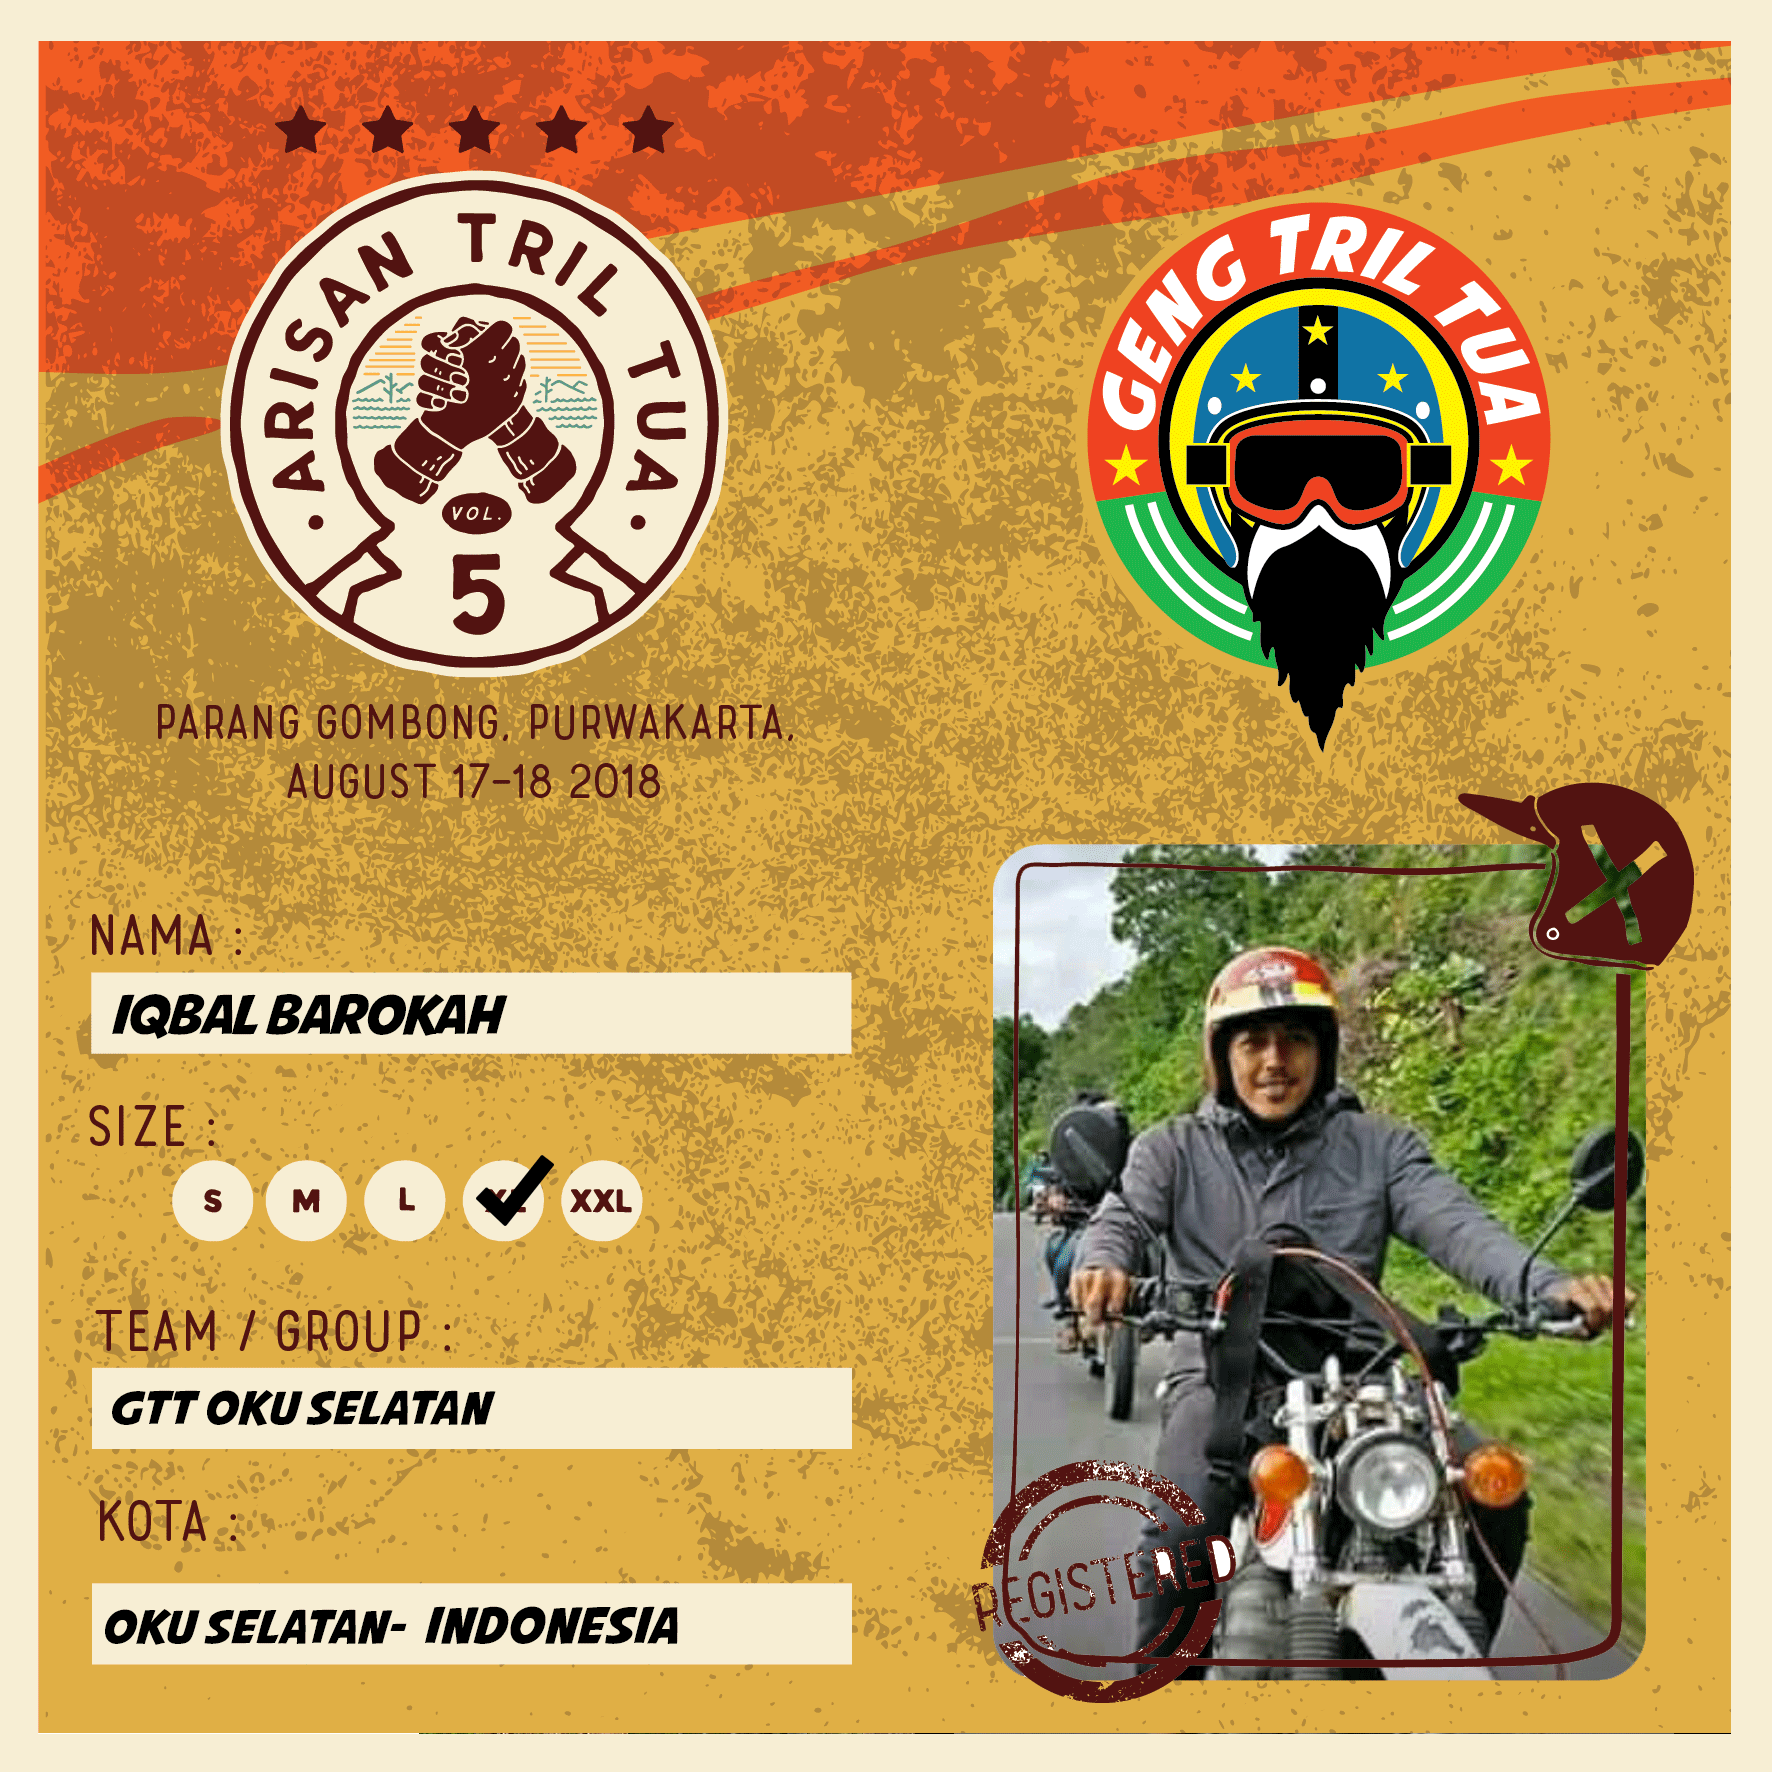 ARISAN TRIL TUA
VOL.
5
GENG TRIL TUA
PARANG GOMBONG, PURWAKARTA,
AUGUST 17-18 2018
NAMA :
IQBAL BAROKAH
SIZE :
S M L XL XXL
TEAM / GROUP :
GTT OKU SELATAN
KOTA :
OKU SELATAN- INDONESIA
REGISTERED